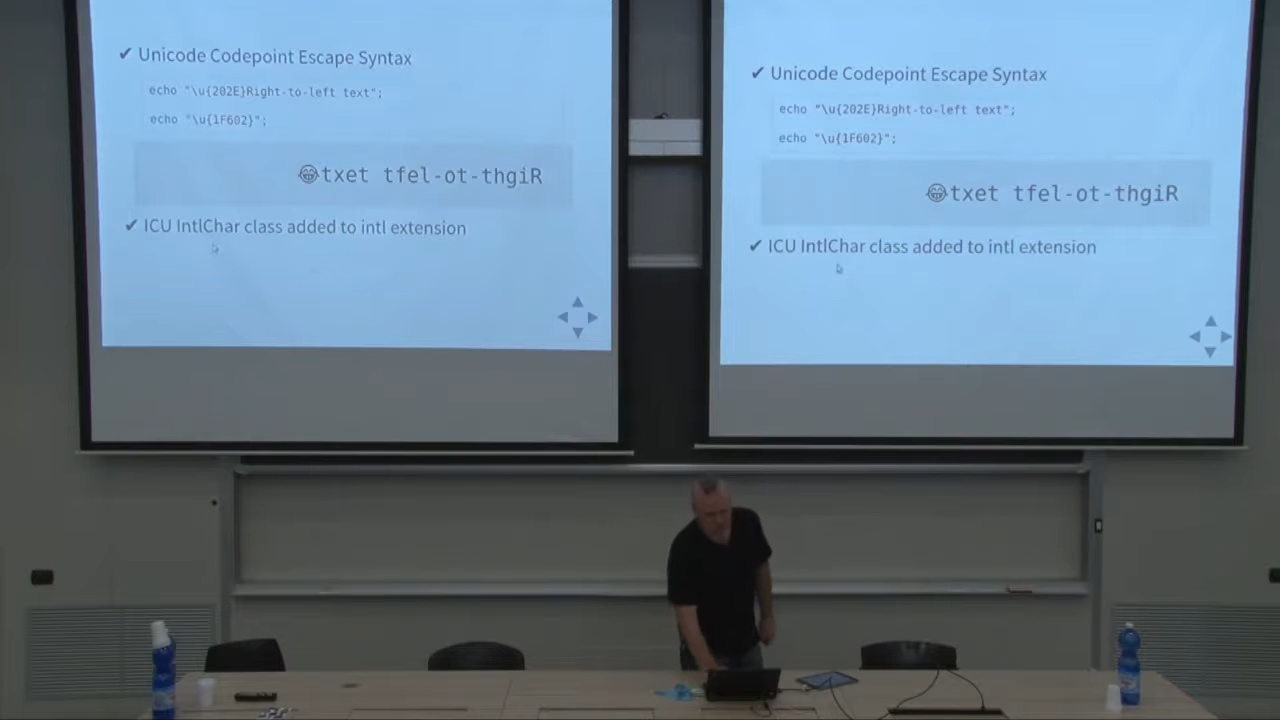 ✔ Unicode Codepoint Escape Syntax
echo "\u{202E}Right-to-left text";
echo "\u{1F602}";
😂txet tfel-ot-thgiR
✔ ICU IntlChar class added to intl extension
✔ Unicode Codepoint Escape Syntax
echo "\u{202E}Right-to-left text";
echo "\u{1F602}";
😂txet tfel-ot-thgiR
✔ ICU IntlChar class added to intl extension